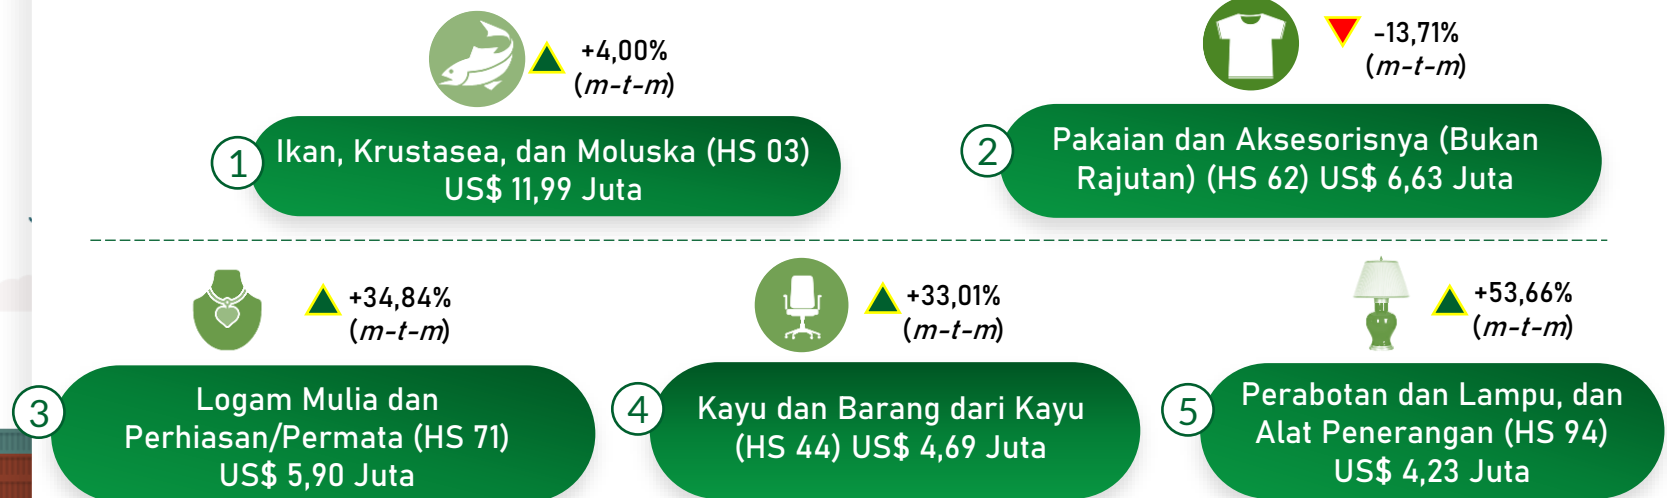 +4,00%
(m-t-m)
1
Ikan, Krustasea, dan Moluska (HS 03)
US$ 11,99 Juta
-13,71%
(m-t-m)
2
Pakaian dan Aksesorisnya (Bukan
Rajutan) (HS 62) US$ 6,63 Juta
+34,84%
(m-t-m)
3
Logam Mulia dan
Perhiasan/Permata (HS 71)
US$ 5,90 Juta
+33,01%
(m-t-m)
4
Kayu dan Barang dari Kayu
(HS 44) US$ 4,69 Juta
+53,66%
(m-t-m)
5
Perabotan dan Lampu, dan
Alat Penerangan (HS 94)
US$ 4,23 Juta